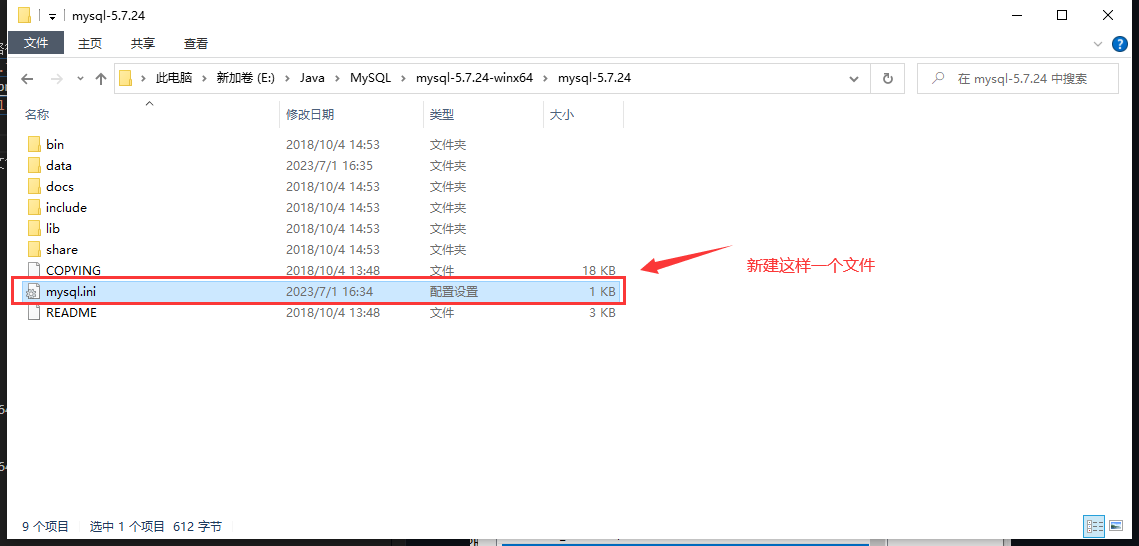 mysql-5.7.24
文件 主页 共享 查看
此电脑 新加卷 (E:) Java MySQL mysql-5.7.24-winx64 mysql-5.7.24 在 mysql-5.7.24 中搜索
名称 修改日期 类型 大小
bin 2018/10/4 14:53 文件夹
data 2023/7/1 16:35 文件夹
docs 2018/10/4 14:53 文件夹
include 2018/10/4 14:53 文件夹
lib 2018/10/4 14:53 文件夹
share 2018/10/4 14:53 文件夹
COPYING 2018/10/4 13:48 文件 18 KB
新建这样一个文件
mysql.ini 2023/7/1 16:34 配置设置 1 KB
README 2018/10/4 13:48 文件 3 KB
9 个项目 选中 1 个项目 612 字节